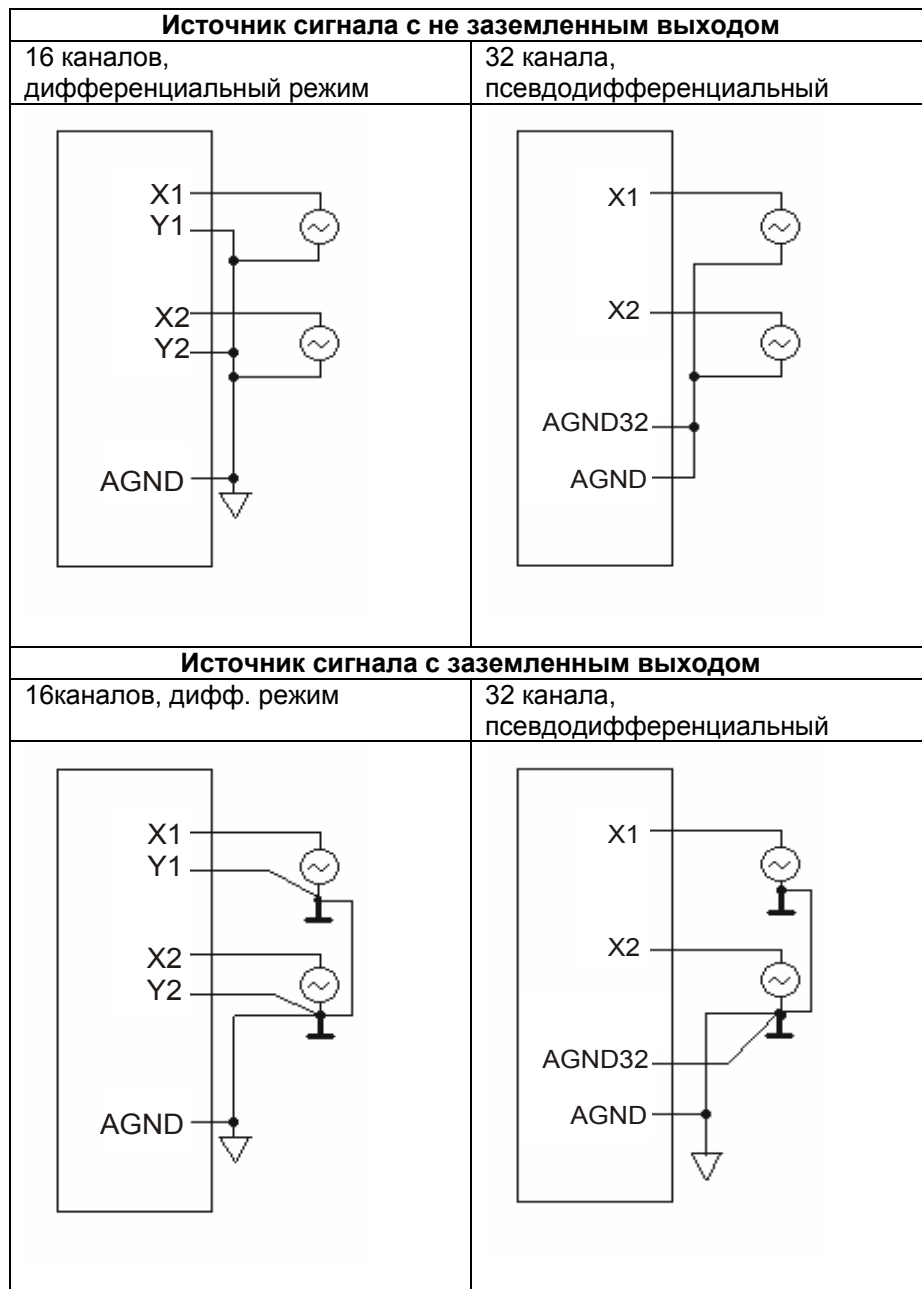 Источник сигнала с не заземленным выходом
16 каналов,
дифференциальный режим
32 канала,
псевдодифференциальный
X1
Y1
X2
Y2
AGND
X1
X2
AGND32
AGND
Источник сигнала с заземленным выходом
16каналов, дифф. режим
32 канала,
псевдодифференциальный
X1
Y1
X2
Y2
AGND
X1
X2
AGND32
AGND